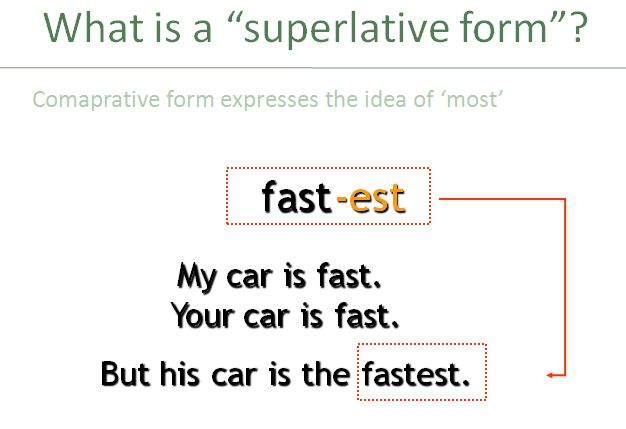 What is a “superlative form”?
Comaprative form expresses the idea of ‘most’
fast-est
My car is fast.
Your car is fast.
But his car is the fastest.